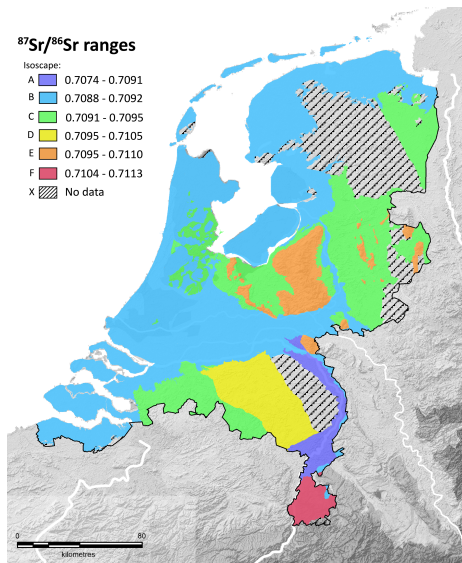 ⁸⁷Sr/⁸⁶Sr ranges
Isoscape:
A 0.7074 - 0.7091
B 0.7088 - 0.7092
C 0.7091 - 0.7095
D 0.7095 - 0.7105
E 0.7095 - 0.7110
F 0.7104 - 0.7113
X No data
0 80
kilometres